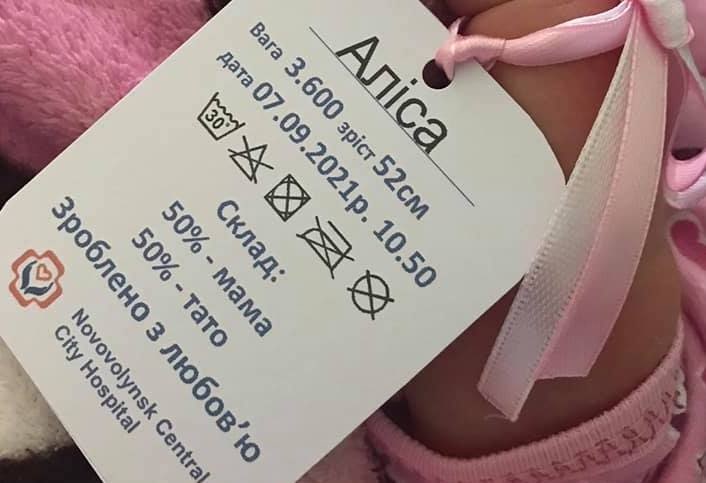 Аліса
Вага 3.600 зріст 52см
дата 07.09.2021р. 10.50
30°
Склад:
50% - мама
50% - тато
Зроблено з любов'ю
Novovolynsk Central
City Hospital